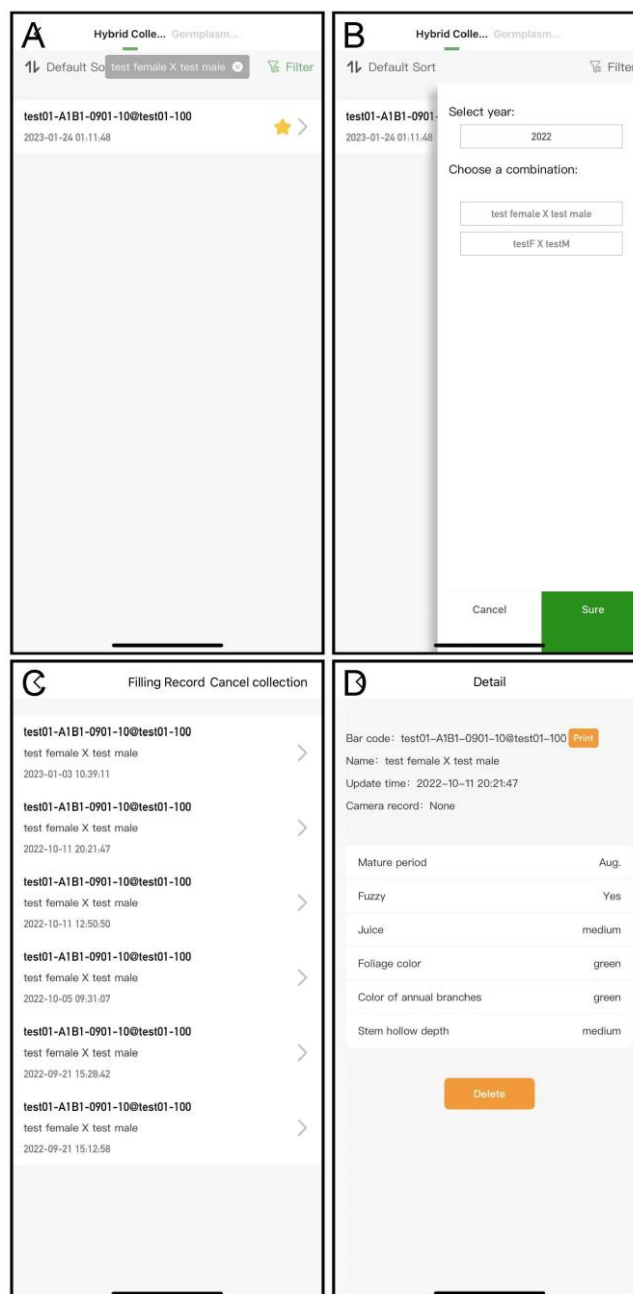 A
Hybrid Colle... Germplasm...
Default So test female X test male Filter
test01-A1B1-0901-10@test01-100
2023-01-24 01:11:48
B
Hybrid Colle... Germplasm...
Default Sort Filter
test01-A1B1-0901-
2023-01-24 01:11:48
Select year:
2022
Choose a combination:
test female X test male
testF X testM
Cancel Sure
C
Filling Record Cancel collection
test01-A1B1-0901-10@test01-100
test female X test male
2023-01-03 10:39:11
test01-A1B1-0901-10@test01-100
test female X test male
2022-10-11 20:21:47
test01-A1B1-0901-10@test01-100
test female X test male
2022-10-11 12:50:50
test01-A1B1-0901-10@test01-100
test female X test male
2022-10-05 09:31:07
test01-A1B1-0901-10@test01-100
test female X test male
2022-09-21 15:28:42
test01-A1B1-0901-10@test01-100
test female X test male
2022-09-21 15:12:58
D
Detail
Bar code: test01-A1B1-0901-10@test01-100 Print
Name: test female X test male
Update time: 2022-10-11 20:21:47
Camera record: None
Mature period Aug.
Fuzzy Yes
Juice medium
Foliage color green
Color of annual branches green
Stem hollow depth medium
Delete